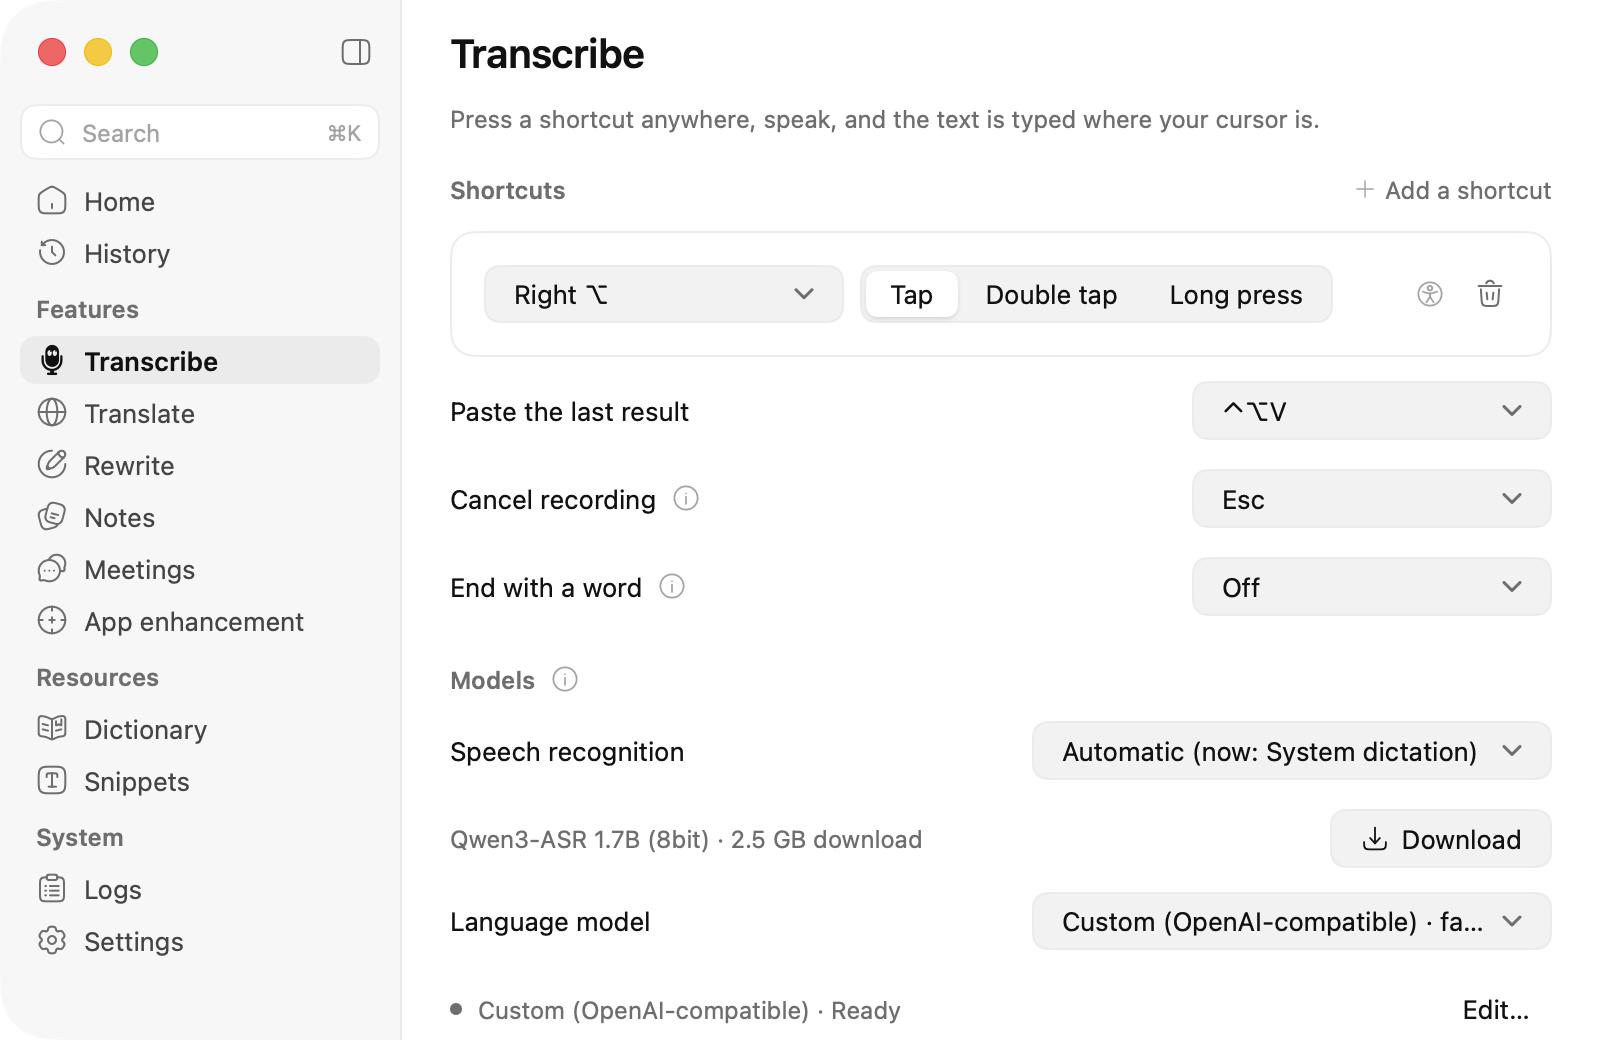 Search ⌘K
Home
History
Features
Transcribe
Translate
Rewrite
Notes
Meetings
App enhancement
Resources
Dictionary
Snippets
System
Logs
Settings
Transcribe
Press a shortcut anywhere, speak, and the text is typed where your cursor is.
Shortcuts
+ Add a shortcut
Right ⌥
Tap Double tap Long press
Paste the last result
^⌥V
Cancel recording
Esc
End with a word
Off
Models
Speech recognition
Automatic (now: System dictation)
Qwen3-ASR 1.7B (8bit) · 2.5 GB download
Download
Language model
Custom (OpenAI-compatible) · fa...
Custom (OpenAI-compatible) · Ready
Edit...